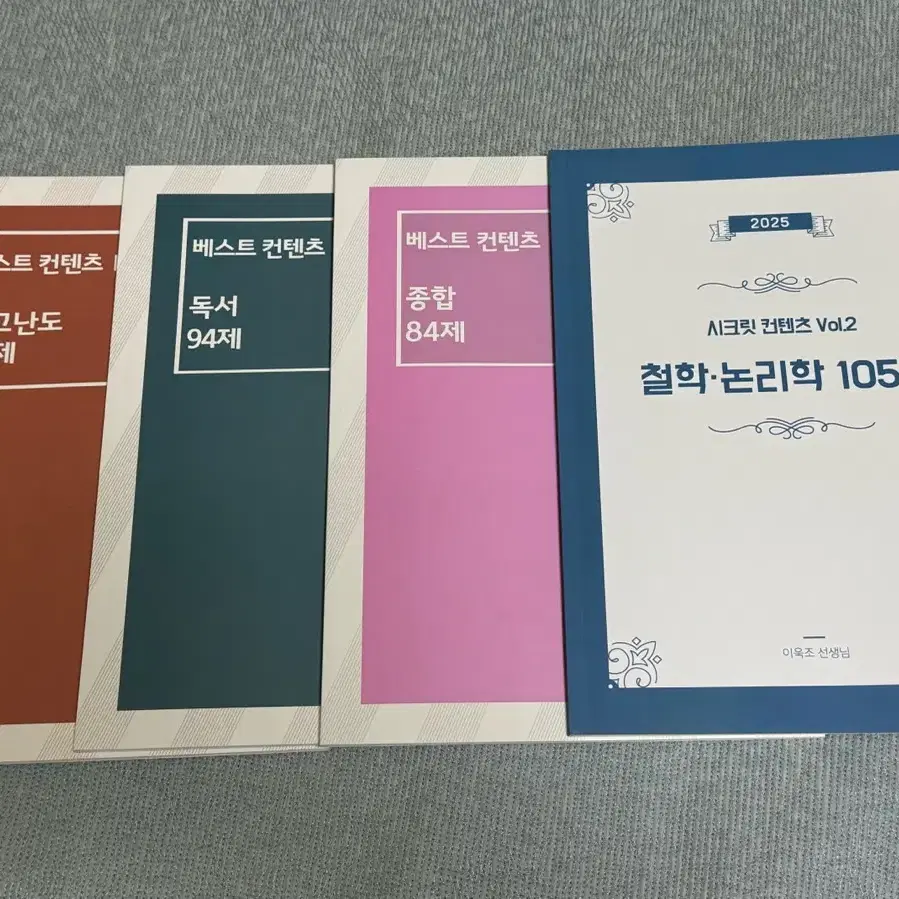 스트 컨텐츠
고난도
제
베스트 컨텐츠
독서
94제
베스트 컨텐츠
종합
84제
2025
시크릿 컨텐츠 Vol.2
철학·논리학 105
이욱조 선생님